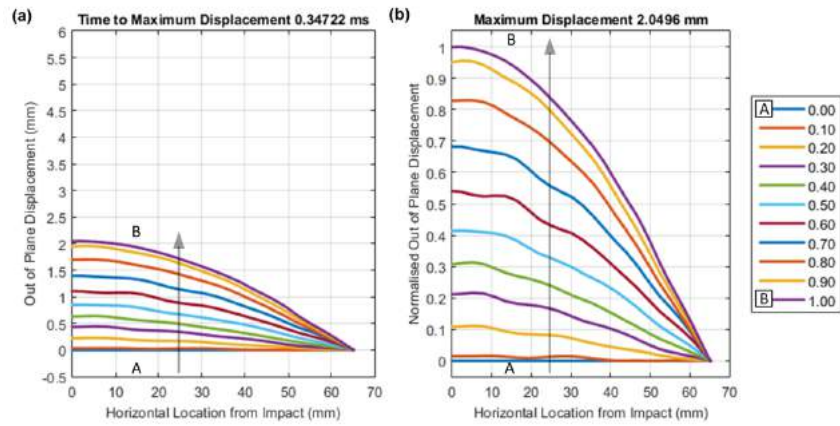 (a)
Time to Maximum Displacement 0.34722 ms
6
5.5
5
4.5
4
3.5
3
2.5
2
1.5
1
0.5
0
-0.5
Out of Plane Displacement (mm)
B
A
0 10 20 30 40 50 60 70
Horizontal Location from Impact (mm)
(b)
Maximum Displacement 2.0496 mm
1
0.9
0.8
0.7
0.6
0.5
0.4
0.3
0.2
0.1
0
Normalised Out of Plane Displacement
B
A
0 10 20 30 40 50 60 70
Horizontal Location from Impact (mm)
A 0.00
0.10
0.20
0.30
0.40
0.50
0.60
0.70
0.80
0.90
B 1.00